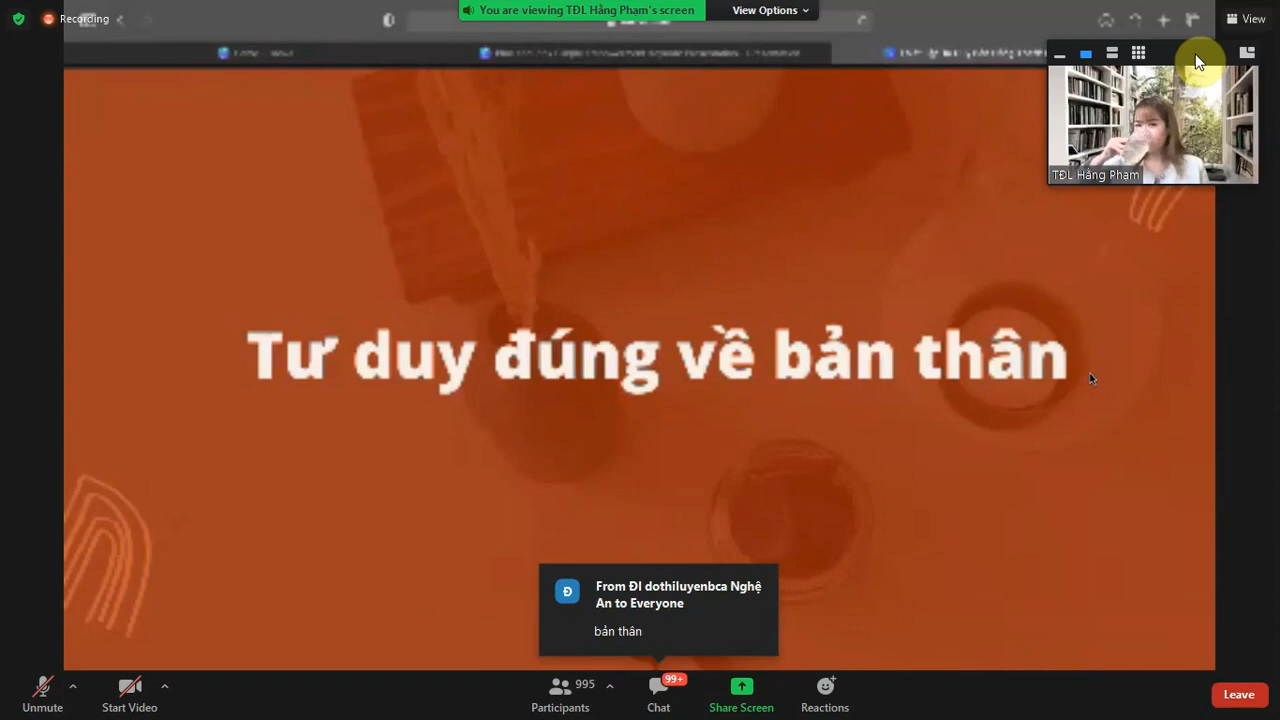 Recording
You are viewing TĐL Hằng Phạm's screen
View Options
View
TĐL Hằng Phạm
Tư duy đúng về bản thân
Đ
From ĐI dothiluyenbca Nghệ
An to Everyone
bản thân
Unmute
Start Video
995
Participants
99+
Chat
Share Screen
Reactions
Leave